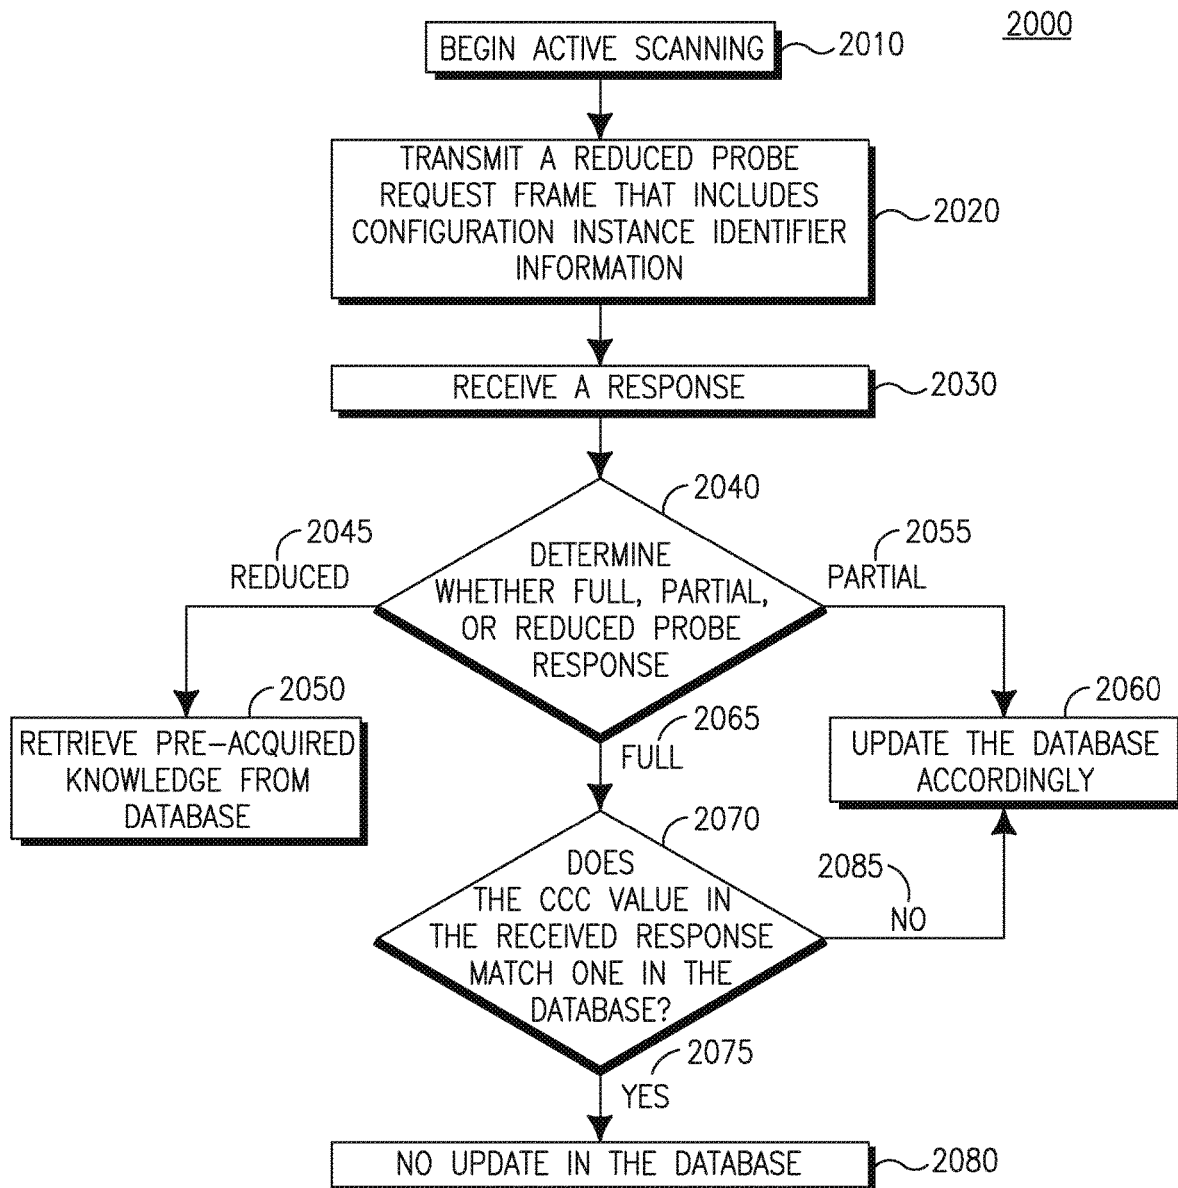 2000
BEGIN ACTIVE SCANNING
2010
TRANSMIT A REDUCED PROBE
REQUEST FRAME THAT INCLUDES
CONFIGURATION INSTANCE IDENTIFIER
INFORMATION
2020
RECEIVE A RESPONSE
2030
2040
DETERMINE
WHETHER FULL, PARTIAL,
OR REDUCED PROBE
RESPONSE
2045
REDUCED
2055
PARTIAL
2050
RETRIEVE PRE-ACQUIRED
KNOWLEDGE FROM
DATABASE
2065
FULL
2060
UPDATE THE DATABASE
ACCORDINGLY
2070
DOES
THE CCC VALUE IN
THE RECEIVED RESPONSE
MATCH ONE IN THE
DATABASE?
2085
NO
2075
YES
NO UPDATE IN THE DATABASE
2080